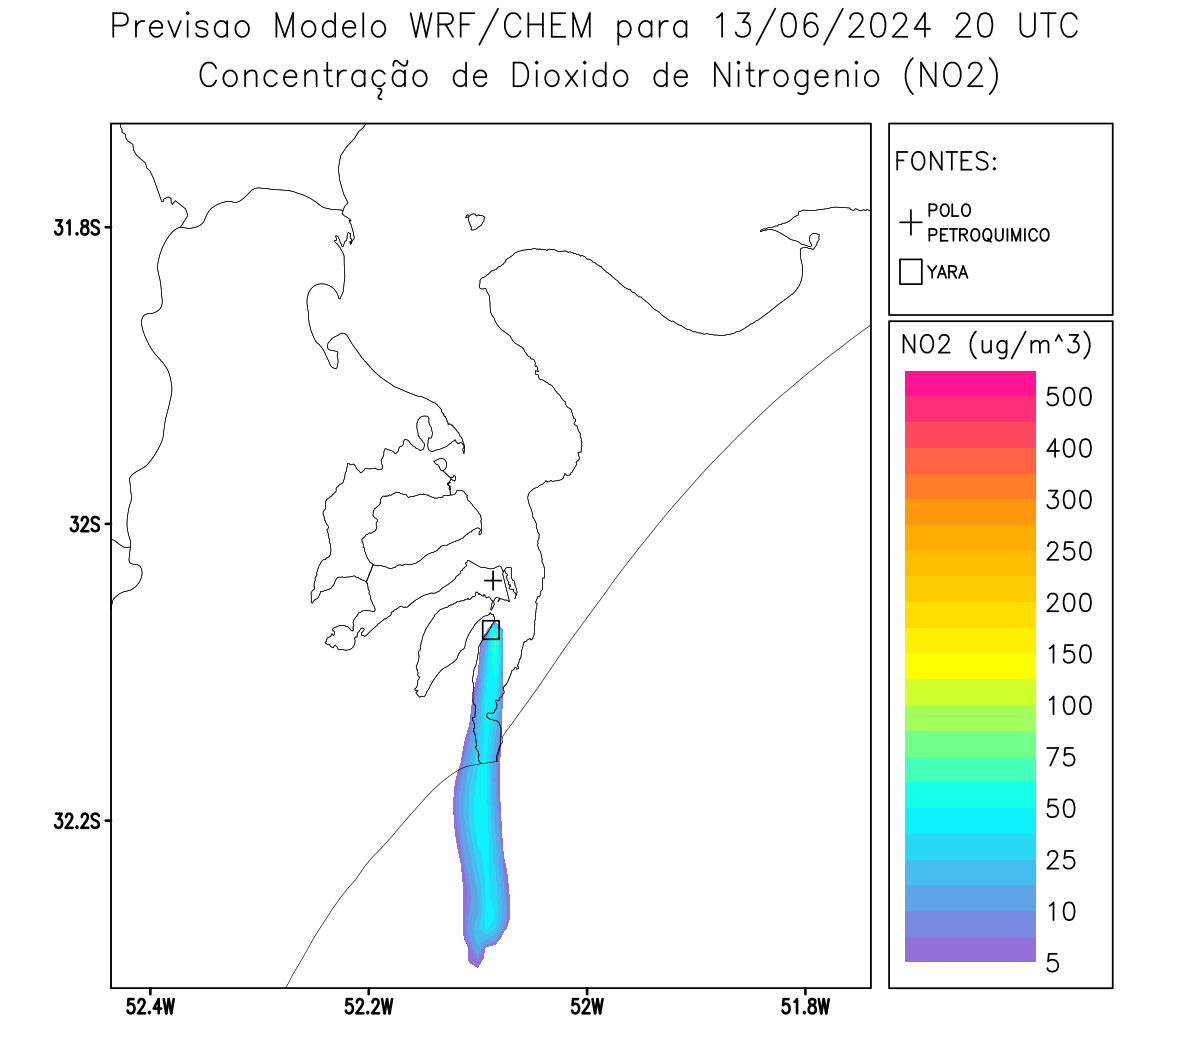 Previsao Modelo WRF/CHEM para 13/06/2024 20 UTC
Concentração de Dioxido de Nitrogenio (NO2)
FONTES:
POLO
PETROQUIMICO
YARA
NO2 (ug/m^3)
500
400
300
250
200
150
100
75
50
25
10
5
31.8S
32S
32.2S
52.4W
52.2W
52W
51.8W